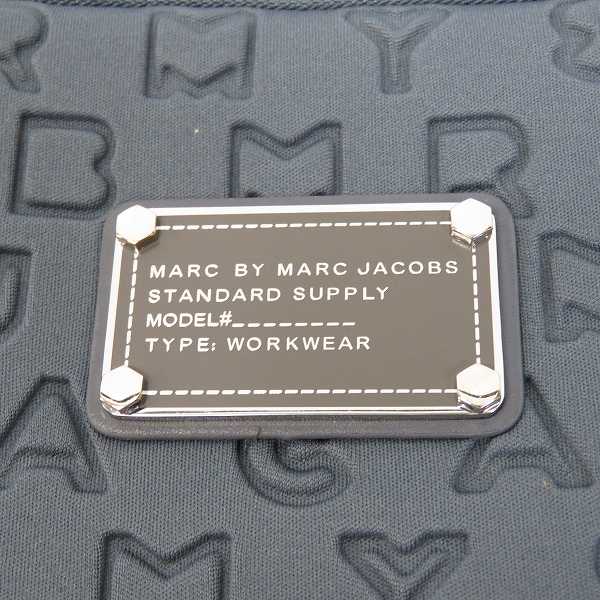 R M Y
B M R
MARC BY MARC JACOBS
STANDARD SUPPLY
MODEL#________
TYPE: WORKWEAR
A G A
M Y